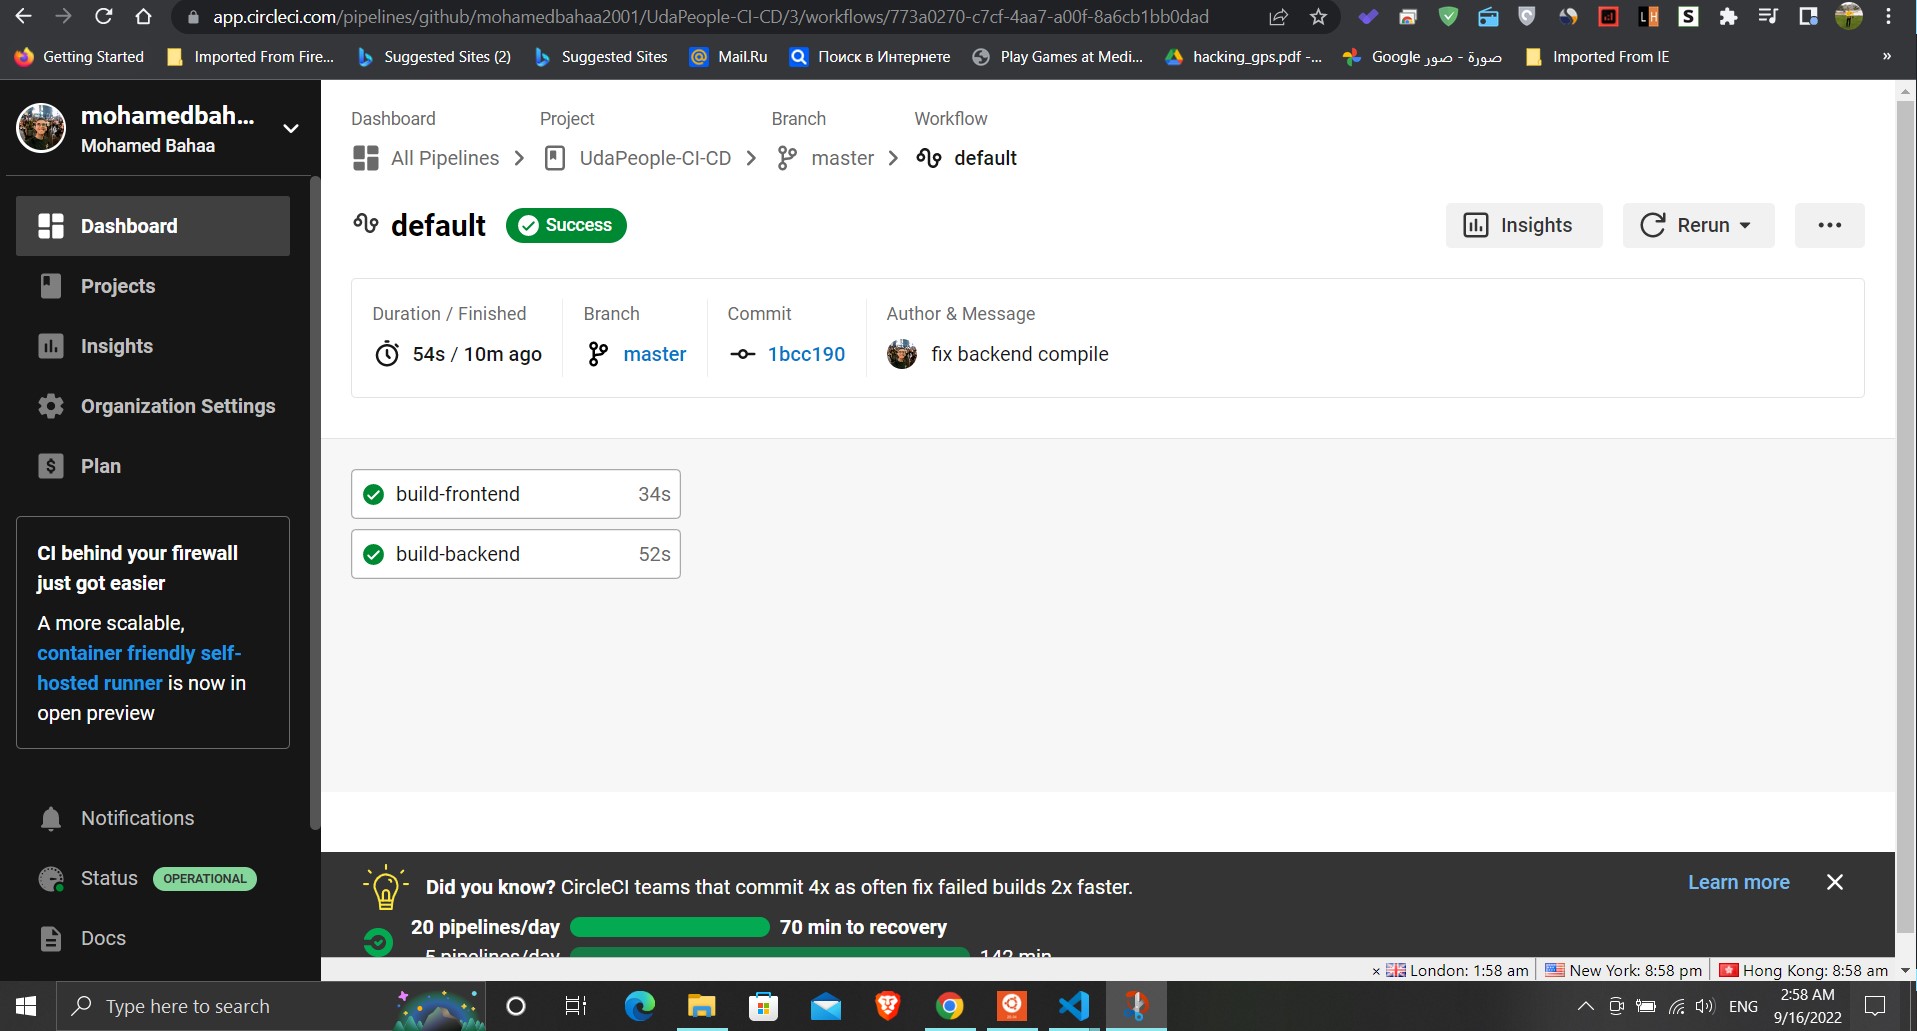 app.circleci.com/pipelines/github/mohamedbahaa2001/UdaPeople-CI-CD/3/workflows/773a0270-c7cf-4aa7-a00f-8a6cb1bb0dad
Getting Started
Imported From Fire...
Suggested Sites (2)
Suggested Sites
Mail.Ru
Поиск в Интернете
Play Games at Medi...
hacking_gps.pdf -...
صورة - صور Google
Imported From IE
»
mohamedbah...
Mohamed Bahaa
Dashboard
Projects
Insights
Organization Settings
Plan
CI behind your firewall
just got easier
A more scalable,
container friendly self-
hosted runner is now in
open preview
Notifications
Status
OPERATIONAL
Docs
Dashboard
Project
Branch
Workflow
All Pipelines
UdaPeople-CI-CD
master
default
default
Success
Insights
Rerun
Duration / Finished
Branch
Commit
Author & Message
54s / 10m ago
master
1bcc190
fix backend compile
build-frontend 34s
build-backend 52s
Did you know? CircleCI teams that commit 4x as often fix failed builds 2x faster.
Learn more
20 pipelines/day
70 min to recovery
5 pipelines/day
142 min
× London: 1:58 am
New York: 8:58 pm
Hong Kong: 8:58 am
Type here to search
ENG
2:58 AM
9/16/2022